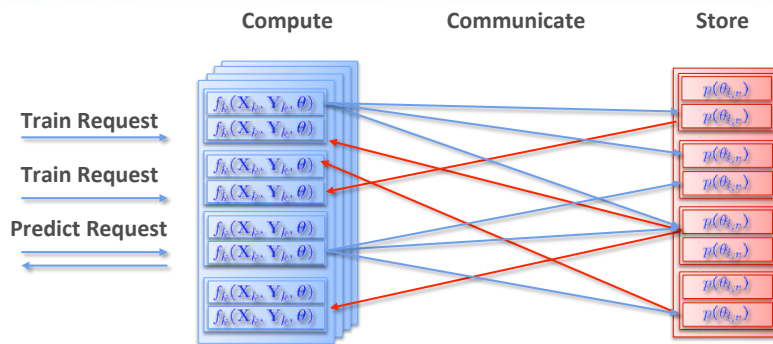 Compute Communicate Store
f_k(X_k, Y_k, θ) p(θ_{i,r})
Train Request f_k(X_k, Y_k, θ) p(θ_{i,r})
f_k(X_k, Y_k, θ) p(θ_{i,r})
Train Request f_k(X_k, Y_k, θ) p(θ_{i,r})
Predict Request f_k(X_k, Y_k, θ) p(θ_{i,r})
f_k(X_k, Y_k, θ) p(θ_{i,r})
f_k(X_k, Y_k, θ) p(θ_{i,r})
f_k(X_k, Y_k, θ) p(θ_{i,r})